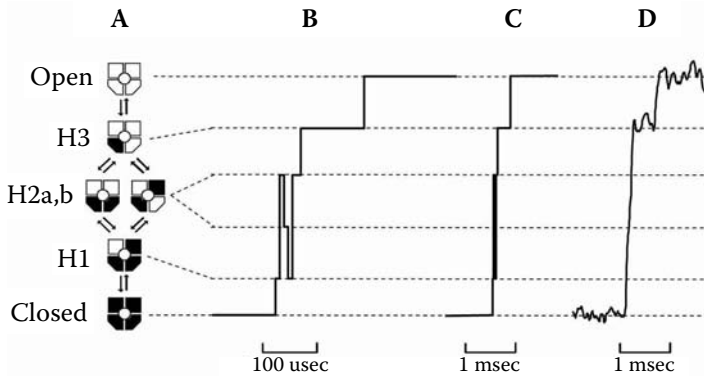 A B C D
Open
H3
H2a,b
H1
Closed
100 usec 1 msec 1 msec